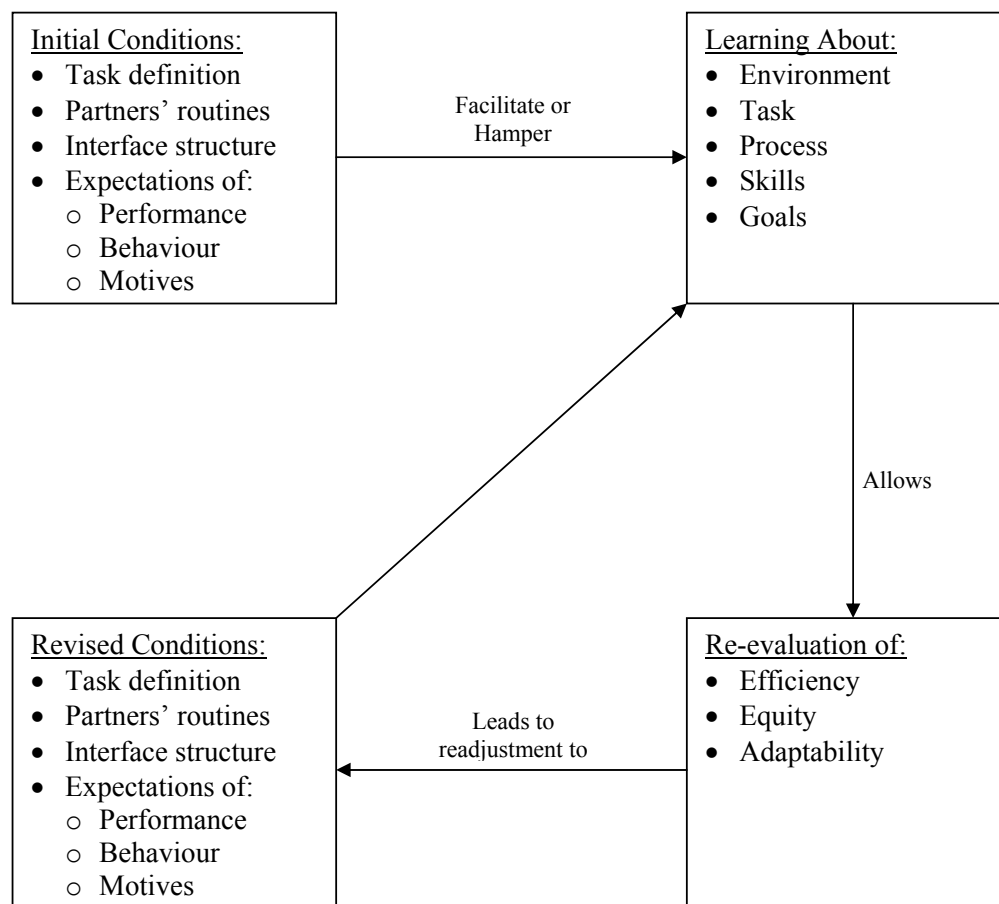 Initial Conditions:
• Task definition
• Partners’ routines
• Interface structure
• Expectations of:
o Performance
o Behaviour
o Motives
Facilitate or
Hamper
Learning About:
• Environment
• Task
• Process
• Skills
• Goals
Allows
Revised Conditions:
• Task definition
• Partners’ routines
• Interface structure
• Expectations of:
o Performance
o Behaviour
o Motives
Leads to
readjustment to
Re-evaluation of:
• Efficiency
• Equity
• Adaptability